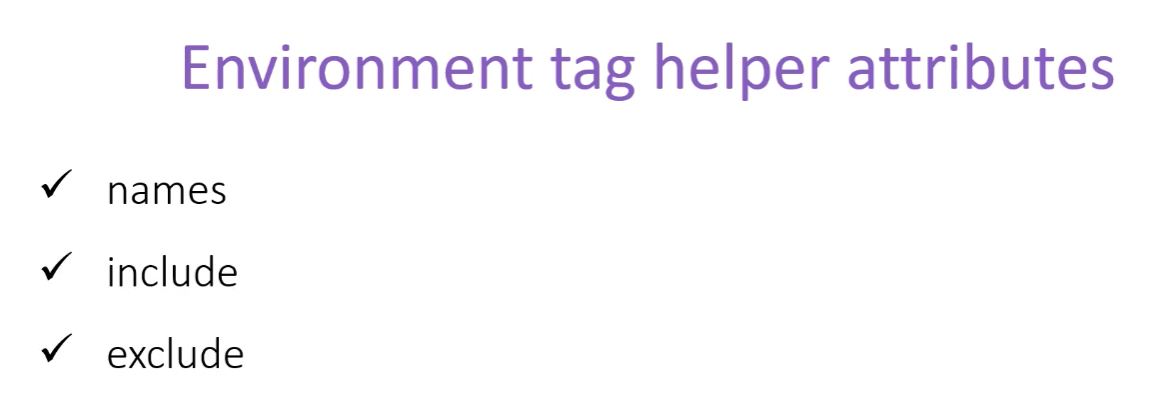 Environment tag helper attributes
✓ names
✓ include
✓ exclude